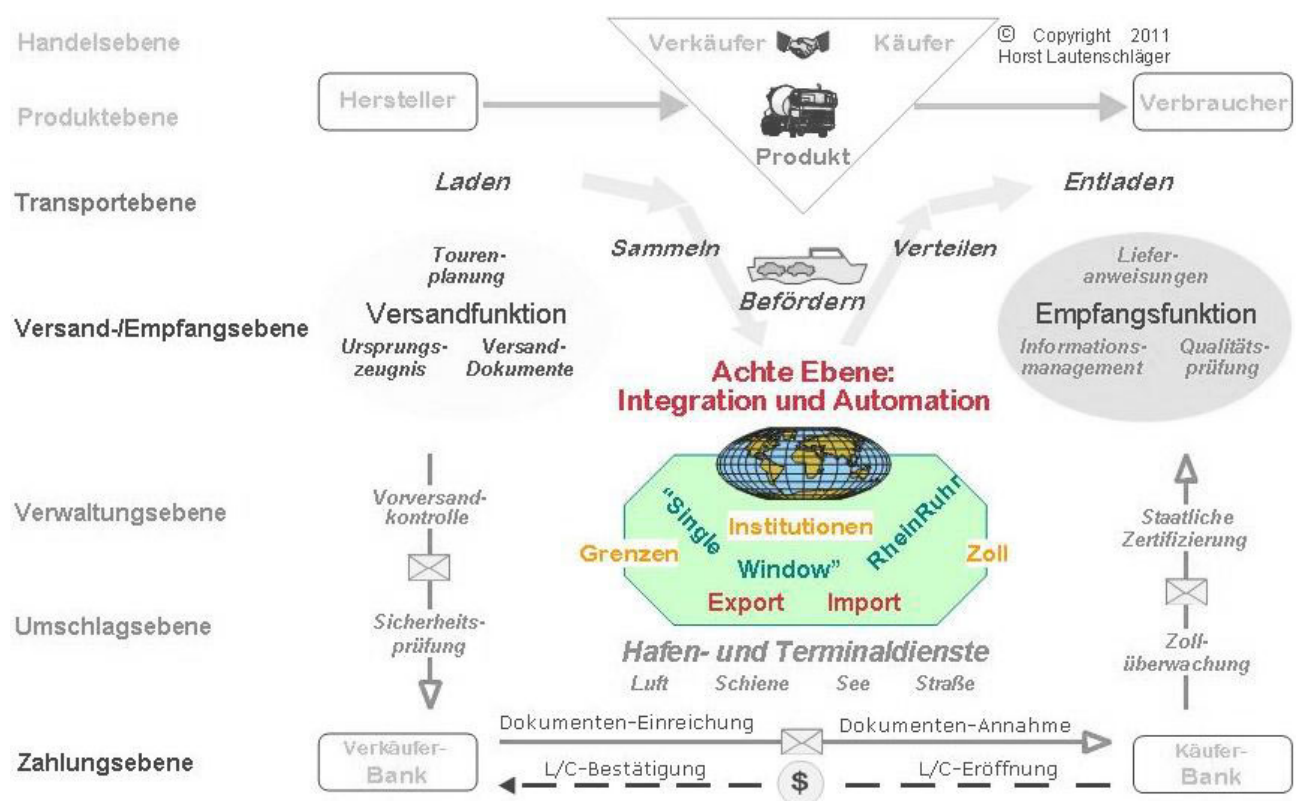 Handelsebene
Verkäufer Käufer
© Copyright 2011
Horst Lautenschläger
Produktebene
Hersteller
Verbraucher
Produkt
Transportebene
Laden
Entladen
Sammeln
Verteilen
Befördern
Versand-/Empfangsebene
Touren-
planung
Versandfunktion
Ursprungs-
zeugnis
Versand-
Dokumente
Liefer-
anweisungen
Empfangsfunktion
Informations-
management
Qualitäts-
prüfung
Achte Ebene:
Integration und Automation
Verwaltungsebene
Vorversand-
kontrolle
"Single
Window"
Institutionen
RheinRuhr
Grenzen
Zoll
Export Import
Staatliche
Zertifizierung
Umschlagsebene
Sicherheits-
prüfung
Hafen- und Terminaldienste
Luft Schiene See Straße
Zoll-
überwachung
Zahlungsebene
Verkäufer-
Bank
Dokumenten-Einreichung
Dokumenten-Annahme
L/C-Bestätigung
$
L/C-Eröffnung
Käufer-
Bank